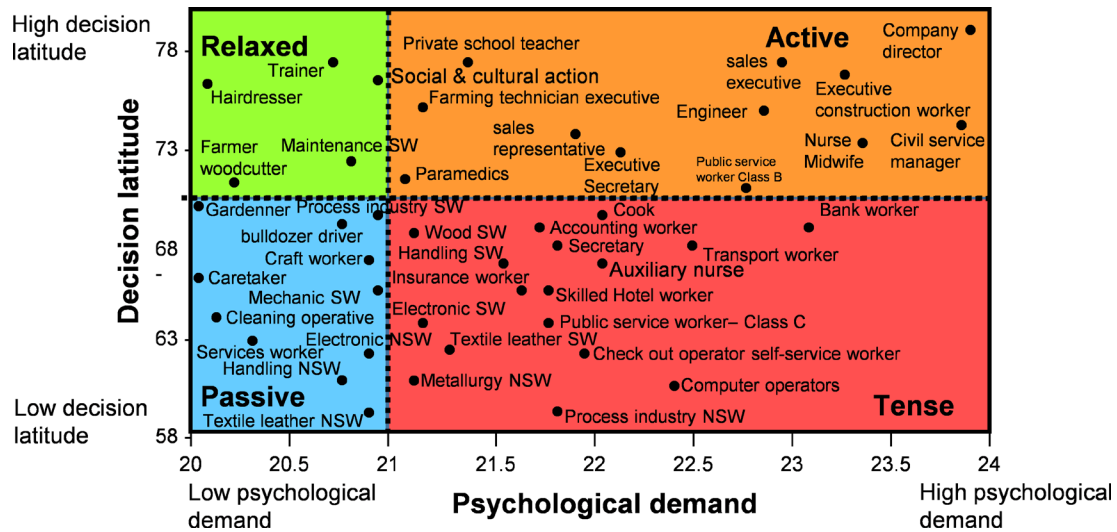 High decision
latitude
Decision latitude
Low decision
latitude
78
73
68
-
63
58
Relaxed
Trainer
Hairdresser
Social & cultural action
Farmer
woodcutter
Maintenance SW
Active
Private school teacher
Farming technician executive
sales
representative
Executive
Secretary
Paramedics
Engineer
sales
executive
Company
director
Executive
construction worker
Nurse
Midwife
Civil service
manager
Public service
worker Class B
Gardenner
Process industry SW
bulldozer driver
Craft worker
Caretaker
Mechanic SW
Cleaning operative
Electronic NSW
Services worker
Handling NSW
Passive
Textile leather NSW
Cook
Bank worker
Wood SW
Accounting worker
Handling SW
Secretary
Transport worker
Auxiliary nurse
Insurance worker
Skilled Hotel worker
Electronic SW
Public service worker– Class C
Textile leather SW
Check out operator self-service worker
Metallurgy NSW
Computer operators
Process industry NSW
Tense
20
20.5
21
21.5
22
22.5
23
23.5
24
Low psychological
demand
Psychological demand
High psychological
demand